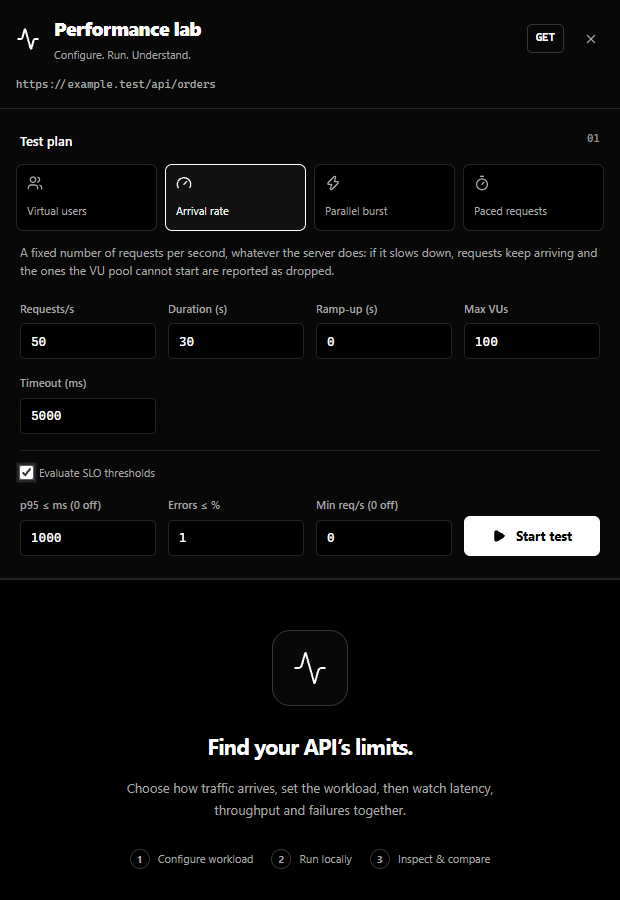 Performance lab
GET
Configure. Run. Understand.
https://example.test/api/orders
Test plan
01
Virtual users
Arrival rate
Parallel burst
Paced requests
A fixed number of requests per second, whatever the server does: if it slows down, requests keep arriving and
the ones the VU pool cannot start are reported as dropped.
Requests/s
Duration (s)
Ramp-up (s)
Max VUs
50
30
0
100
Timeout (ms)
5000
Evaluate SLO thresholds
p95 ≤ ms (0 off)
Errors ≤ %
Min req/s (0 off)
1000
1
0
Start test
Find your API’s limits.
Choose how traffic arrives, set the workload, then watch latency,
throughput and failures together.
1 Configure workload
2 Run locally
3 Inspect & compare